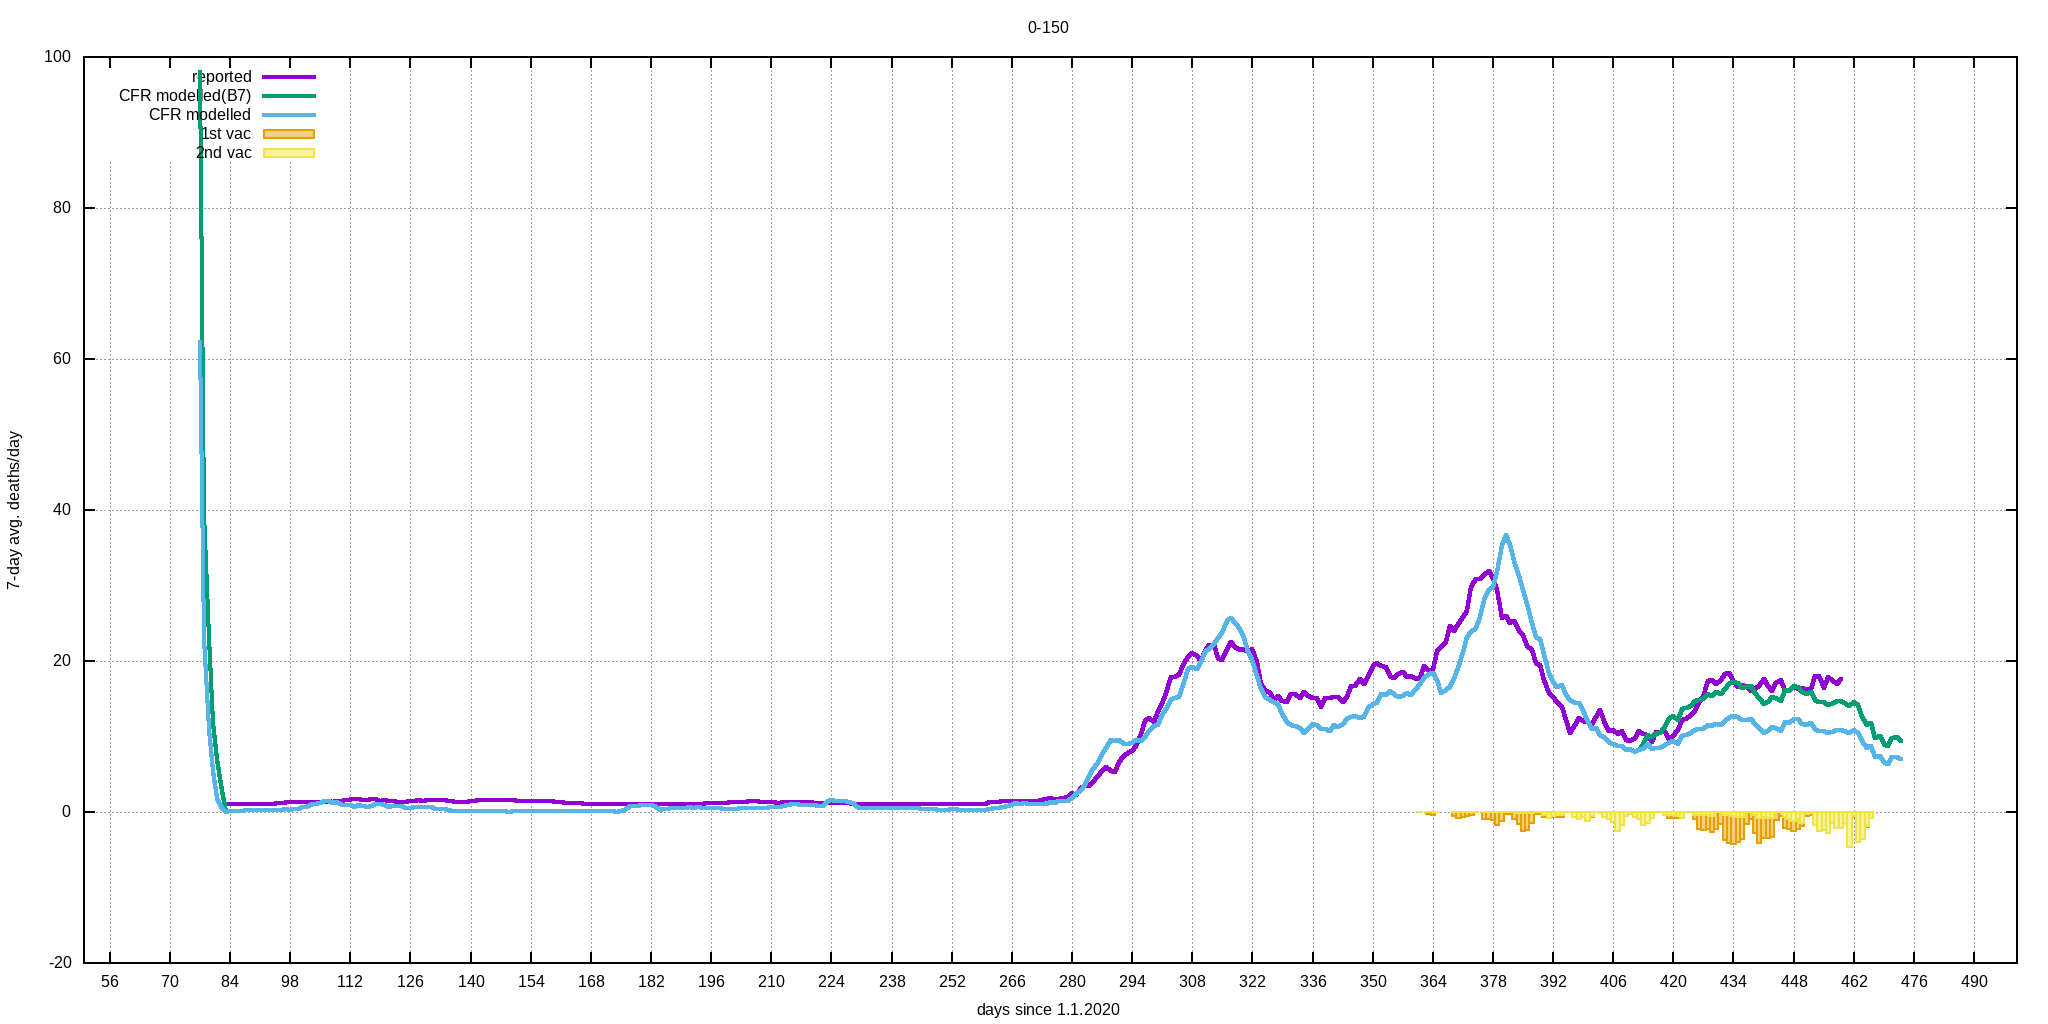 0-150
reported
CFR modelled(B7)
CFR modelled
1st vac
2nd vac
100
80
60
40
20
0
-20
7-day avg. deaths/day
56 70 84 98 112 126 140 154 168 182 196 210 224 238 252 266 280 294 308 322 336 350 364 378 392 406 420 434 448 462 476 490
days since 1.1.2020